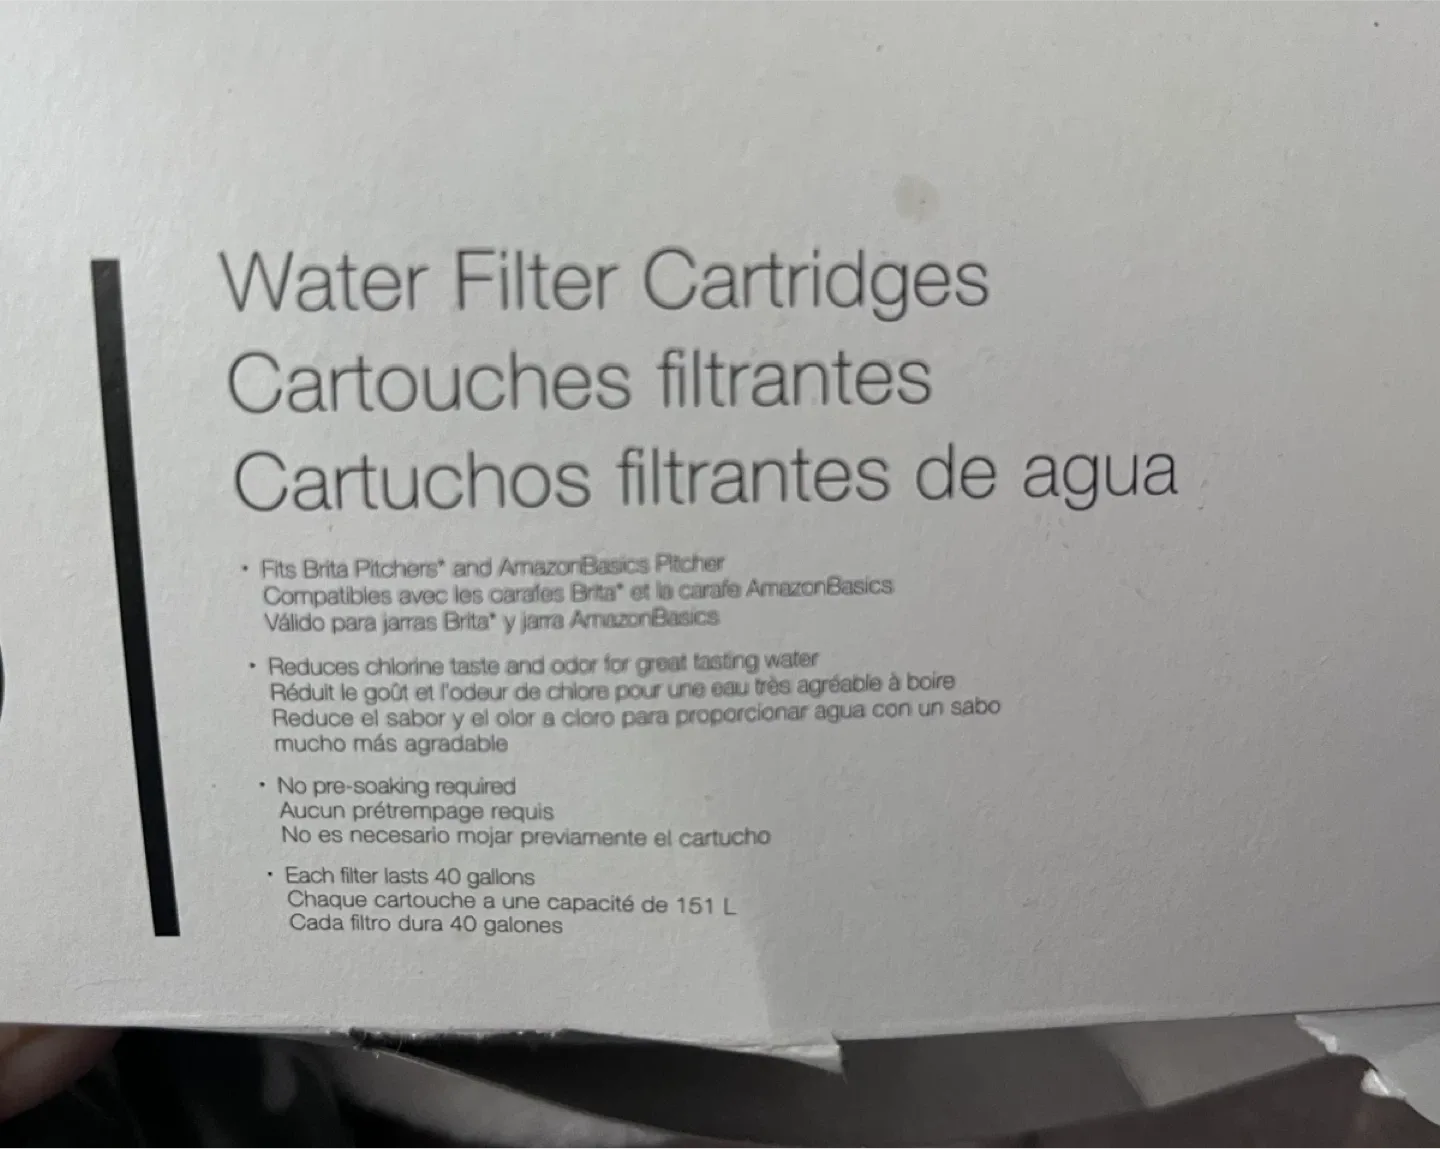 Water Filter Cartridges
Cartouches filtrantes
Cartuchos filtrantes de agua
• Fits Brita Pitchers* and AmazonBasics Pitcher
Compatibles avec les carafes Brita* et la carafe AmazonBasics
Válido para jarras Brita* y jarra AmazonBasics
• Reduces chlorine taste and odor for great tasting water
Réduit le goût et l'odeur de chlore pour une eau très agréable à boire
Reduce el sabor y el olor a cloro para proporcionar agua con un sabo
mucho más agradable
• No pre-soaking required
Aucun prétrempage requis
No es necesario mojar previamente el cartucho
• Each filter lasts 40 gallons
Chaque cartouche a une capacité de 151 L
Cada filtro dura 40 galones